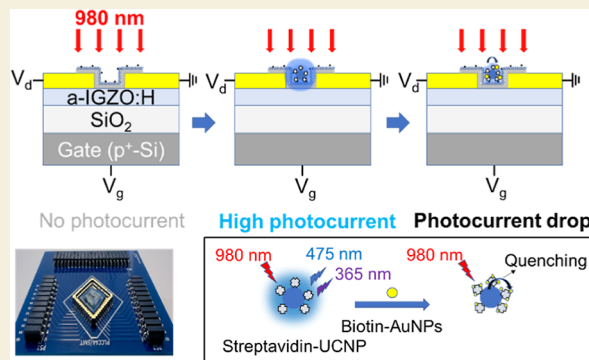 980 nm
V_d
a-IGZO:H
SiO₂
Gate (p⁺-Si)
V_g
V_d
V_g
V_d
V_g
No photocurrent
High photocurrent
Photocurrent drop
980 nm
475 nm
365 nm
Streptavidin-UCNP
Biotin-AuNPs
980 nm
Quenching